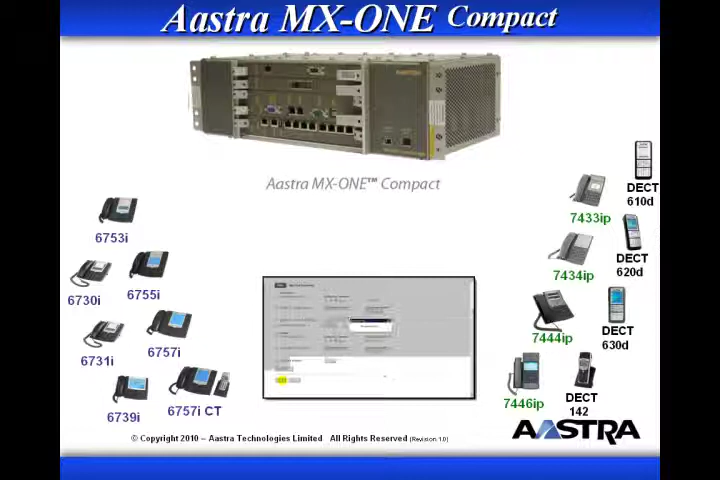 Aastra MX-ONE Compact
Aastra MX-ONE™ Compact
6753i
6730i
6755i
6731i
6757i
6739i
6757i CT
DECT
610d
7433ip
DECT
620d
7434ip
DECT
630d
7444ip
DECT
142
7446ip
AASTRA
© Copyright 2010 – Aastra Technologies Limited All Rights Reserved (Revision 1.0)